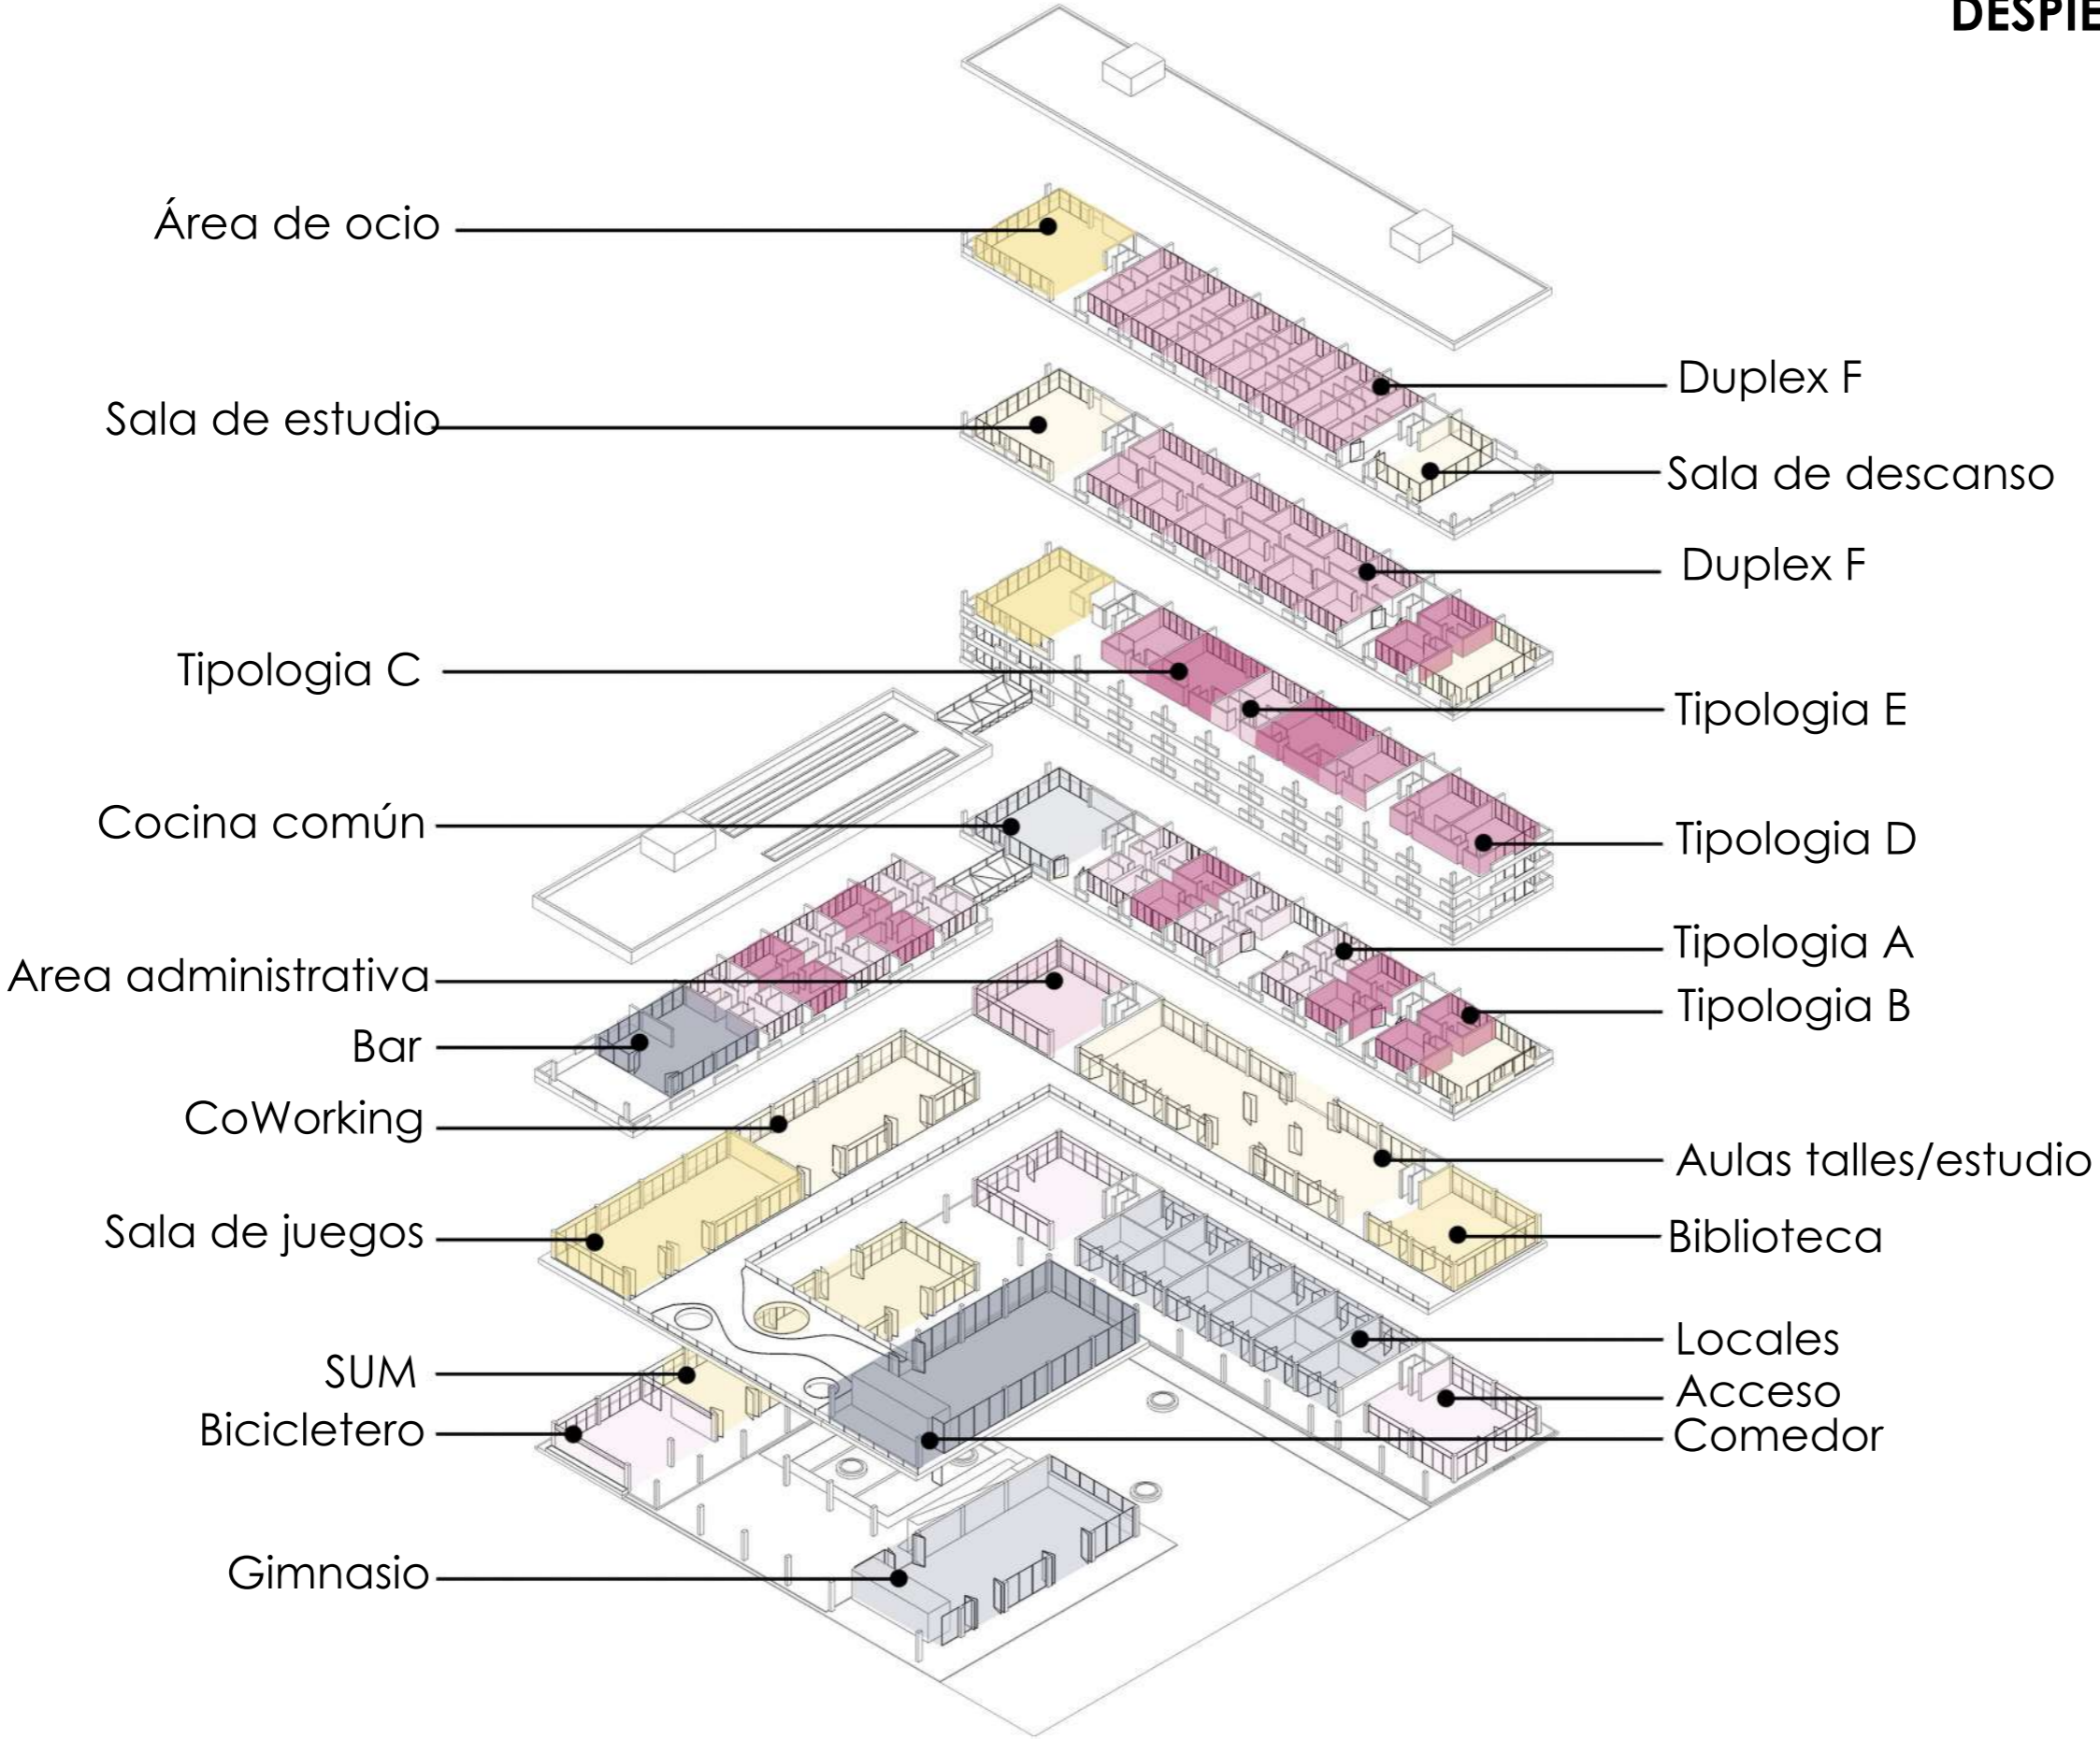 DESPIE
Área de ocio
Sala de estudio
Tipologia C
Cocina común
Area administrativa
Bar
CoWorking
Sala de juegos
SUM
Bicicletero
Gimnasio
Duplex F
Sala de descanso
Duplex F
Tipologia E
Tipologia D
Tipologia A
Tipologia B
Aulas talles/estudio
Biblioteca
Locales
Acceso
Comedor